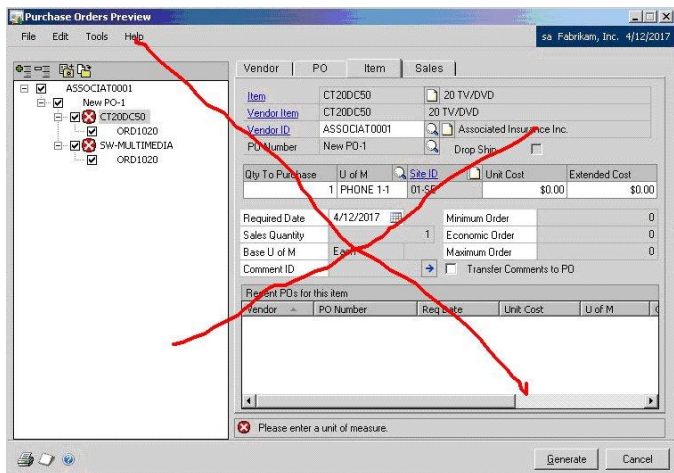 Purchase Orders Preview
File Edit Tools Help
sa Fabrikam, Inc. 4/12/2017
ASSOCIAT0001
New PO-1
CT20DC50
ORD1020
SW-MULTIMEDIA
ORD1020
Vendor PO Item Sales
Item CT20DC50 20 TV/DVD
Vendor Item CT20DC50 20 TV/DVD
Vendor ID ASSOCIAT0001 Associated Insurance Inc.
PO Number New PO-1 Drop Ship
Qty To Purchase U of M Site ID Unit Cost Extended Cost
1 PHONE 1-1 01-SE $0.00 $0.00
Required Date 4/12/2017 Minimum Order 0
Sales Quantity 1 Economic Order 0
Base U of M Each Maximum Order 0
Comment ID Transfer Comments to PO
Recent POs for this item
Vendor PO Number Req Date Unit Cost U of M
Please enter a unit of measure.
Generate Cancel